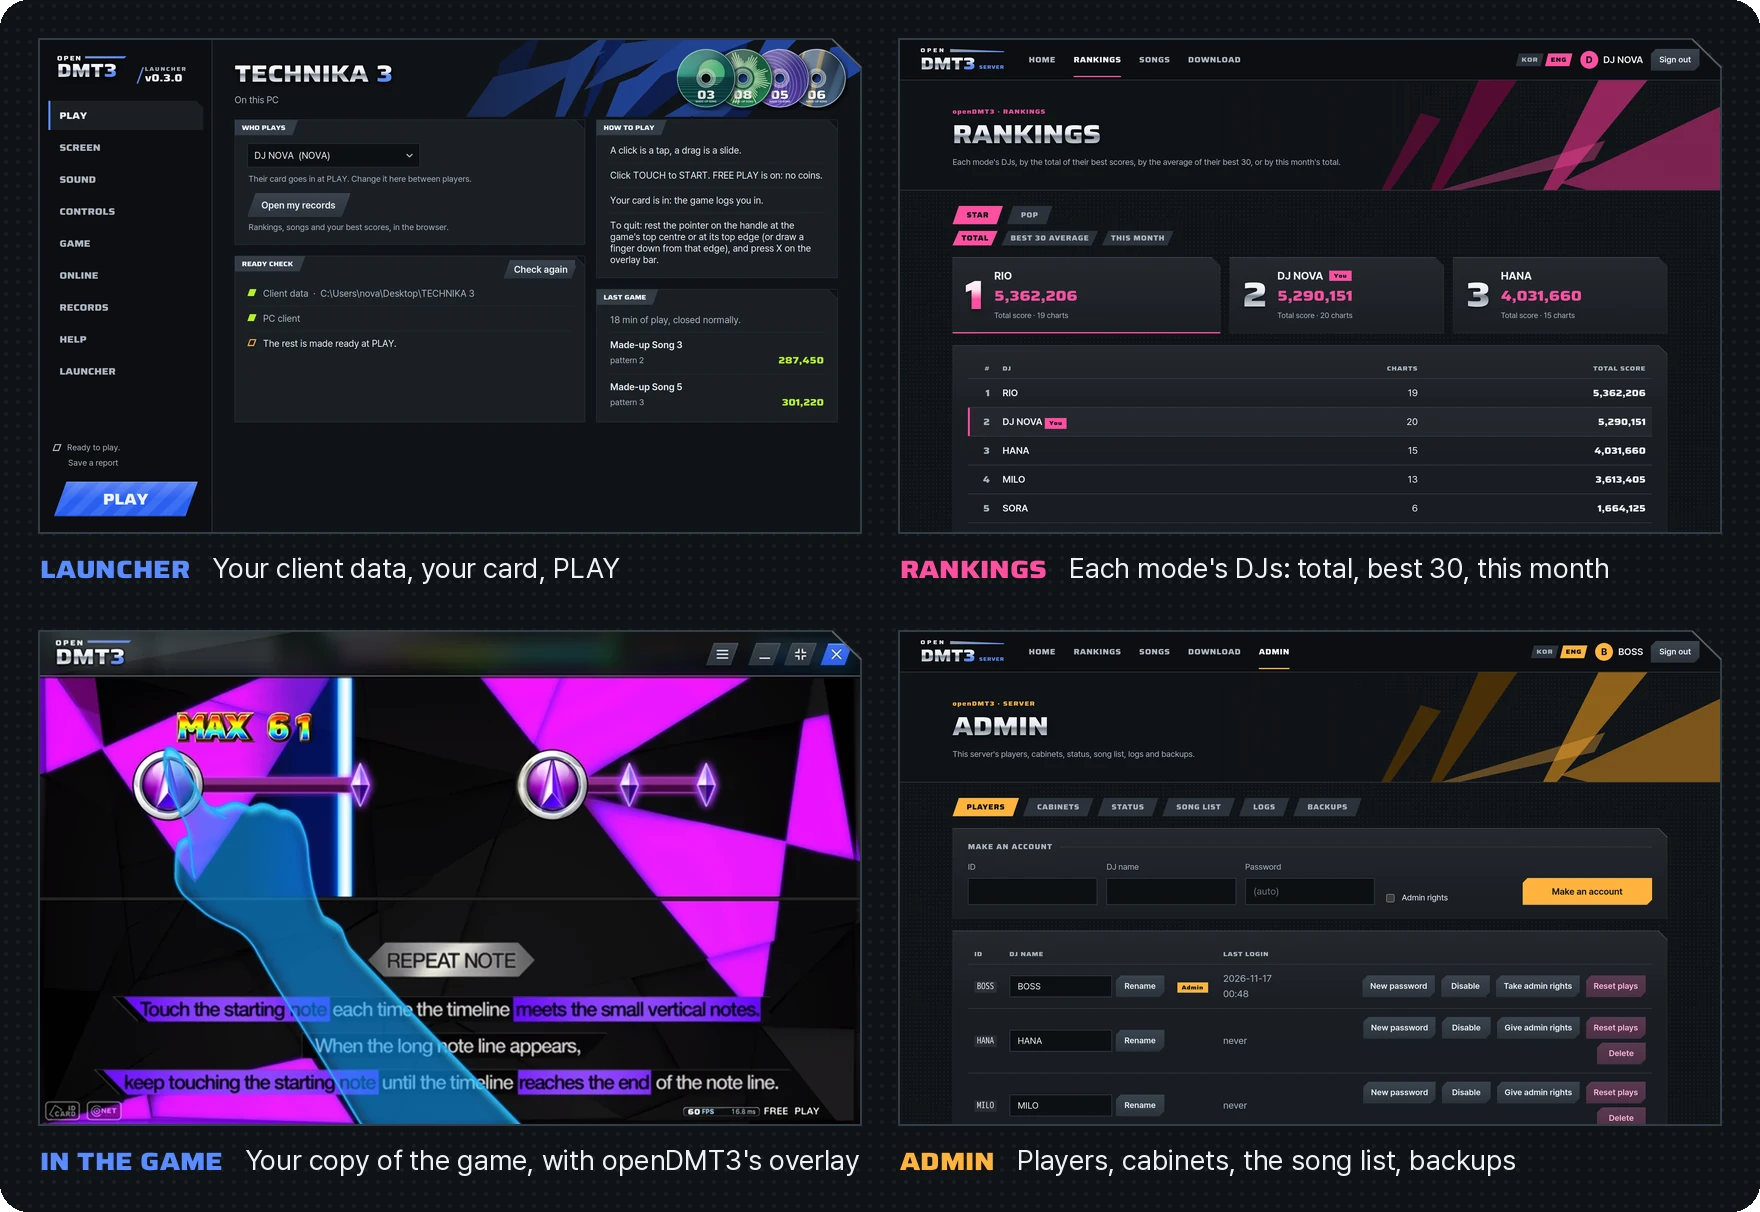 OPEN
DMT3
LAUNCHER
v0.3.0
PLAY
SCREEN
SOUND
CONTROLS
GAME
ONLINE
RECORDS
HELP
LAUNCHER
Ready to play.
Save a report
PLAY
TECHNIKA 3
On this PC
03
08
05
06
WHO PLAYS
DJ NOVA (NOVA)
Their card goes in at PLAY. Change it here between players.
Open my records
Rankings, songs and your best scores, in the browser.
READY CHECK
Check again
Client data · C:\Users\nova\Desktop\TECHNIKA 3
PC client
The rest is made ready at PLAY.
HOW TO PLAY
A click is a tap, a drag is a slide.
Click TOUCH to START. FREE PLAY is on: no coins.
Your card is in: the game logs you in.
To quit: rest the pointer on the handle at the
game's top centre or at its top edge (or draw a
finger down from that edge), and press X on the
overlay bar.
LAST GAME
18 min of play, closed normally.
Made-up Song 3
pattern 2 287,450
Made-up Song 5
pattern 3 301,220
LAUNCHER Your client data, your card, PLAY
OPEN
DMT3 SERVER
HOME RANKINGS SONGS DOWNLOAD
KOR ENG D DJ NOVA Sign out
openDMT3 · RANKINGS
RANKINGS
Each mode's DJs, by the total of their best scores, by the average of their best 30, or by this month's total.
STAR POP
TOTAL BEST 30 AVERAGE THIS MONTH
1 RIO
5,362,206
Total score · 19 charts
2 DJ NOVA You
5,290,151
Total score · 20 charts
3 HANA
4,031,660
Total score · 15 charts
# DJ CHARTS TOTAL SCORE
1 RIO 19 5,362,206
2 DJ NOVA You 20 5,290,151
3 HANA 15 4,031,660
4 MILO 13 3,613,405
5 SORA 6 1,664,125
RANKINGS Each mode's DJs: total, best 30, this month
OPEN
DMT3
MAX 61
REPEAT NOTE
Touch the starting note each time the timeline meets the small vertical notes.
When the long note line appears,
keep touching the starting note until the timeline reaches the end of the note line.
ID CARD @NET
60 FPS 16.8 ms FREE PLAY
IN THE GAME Your copy of the game, with openDMT3's overlay
OPEN
DMT3 SERVER
HOME RANKINGS SONGS DOWNLOAD ADMIN
KOR ENG B BOSS Sign out
openDMT3 · SERVER
ADMIN
This server's players, cabinets, status, song list, logs and backups.
PLAYERS CABINETS STATUS SONG LIST LOGS BACKUPS
MAKE AN ACCOUNT
ID DJ name Password
(auto) Admin rights Make an account
ID DJ NAME LAST LOGIN
BOSS BOSS Rename Admin 2026-11-17 00:48 New password Disable Take admin rights Reset plays
HANA HANA Rename never New password Disable Give admin rights Reset plays
Delete
MILO MILO Rename never New password Disable Give admin rights Reset plays
Delete
ADMIN Players, cabinets, the song list, backups